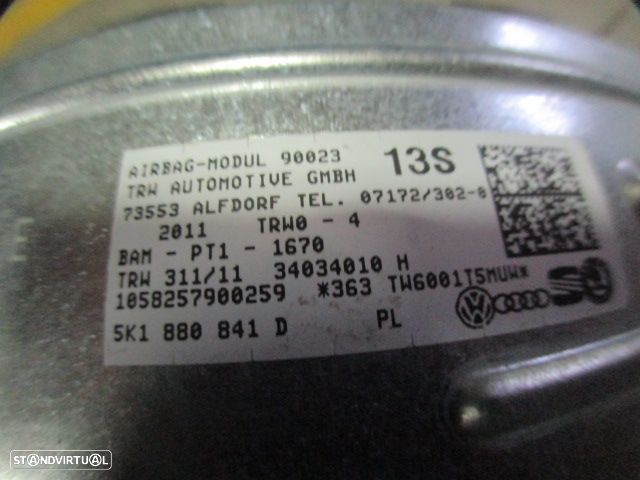 AIRBAG-MODUL 90023 13S
TRW AUTOMOTIVE GMBH
73553 ALFDORF TEL. 07172/302-0
2011 TRW0 - 4
BAM - PT1 - 1670
TRW 311/11 34034010 H
1058257900259 *363 TW6001T5MUW*
5K1 880 841 D PL
STANDVIRTUAL